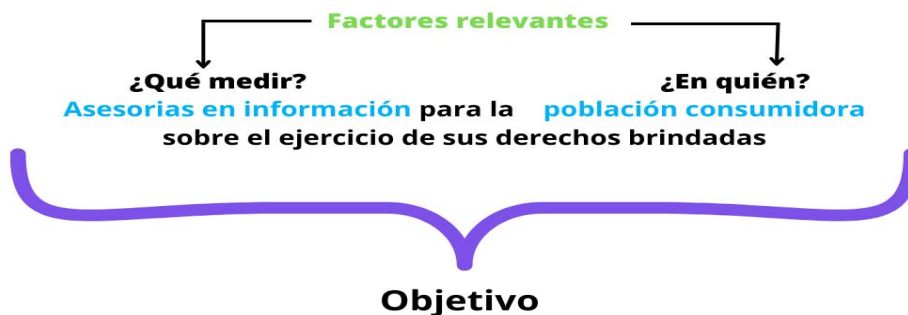 Factores relevantes
¿Qué medir? ¿En quién?
Asesorias en información para la población consumidora
sobre el ejercicio de sus derechos brindadas
Objetivo